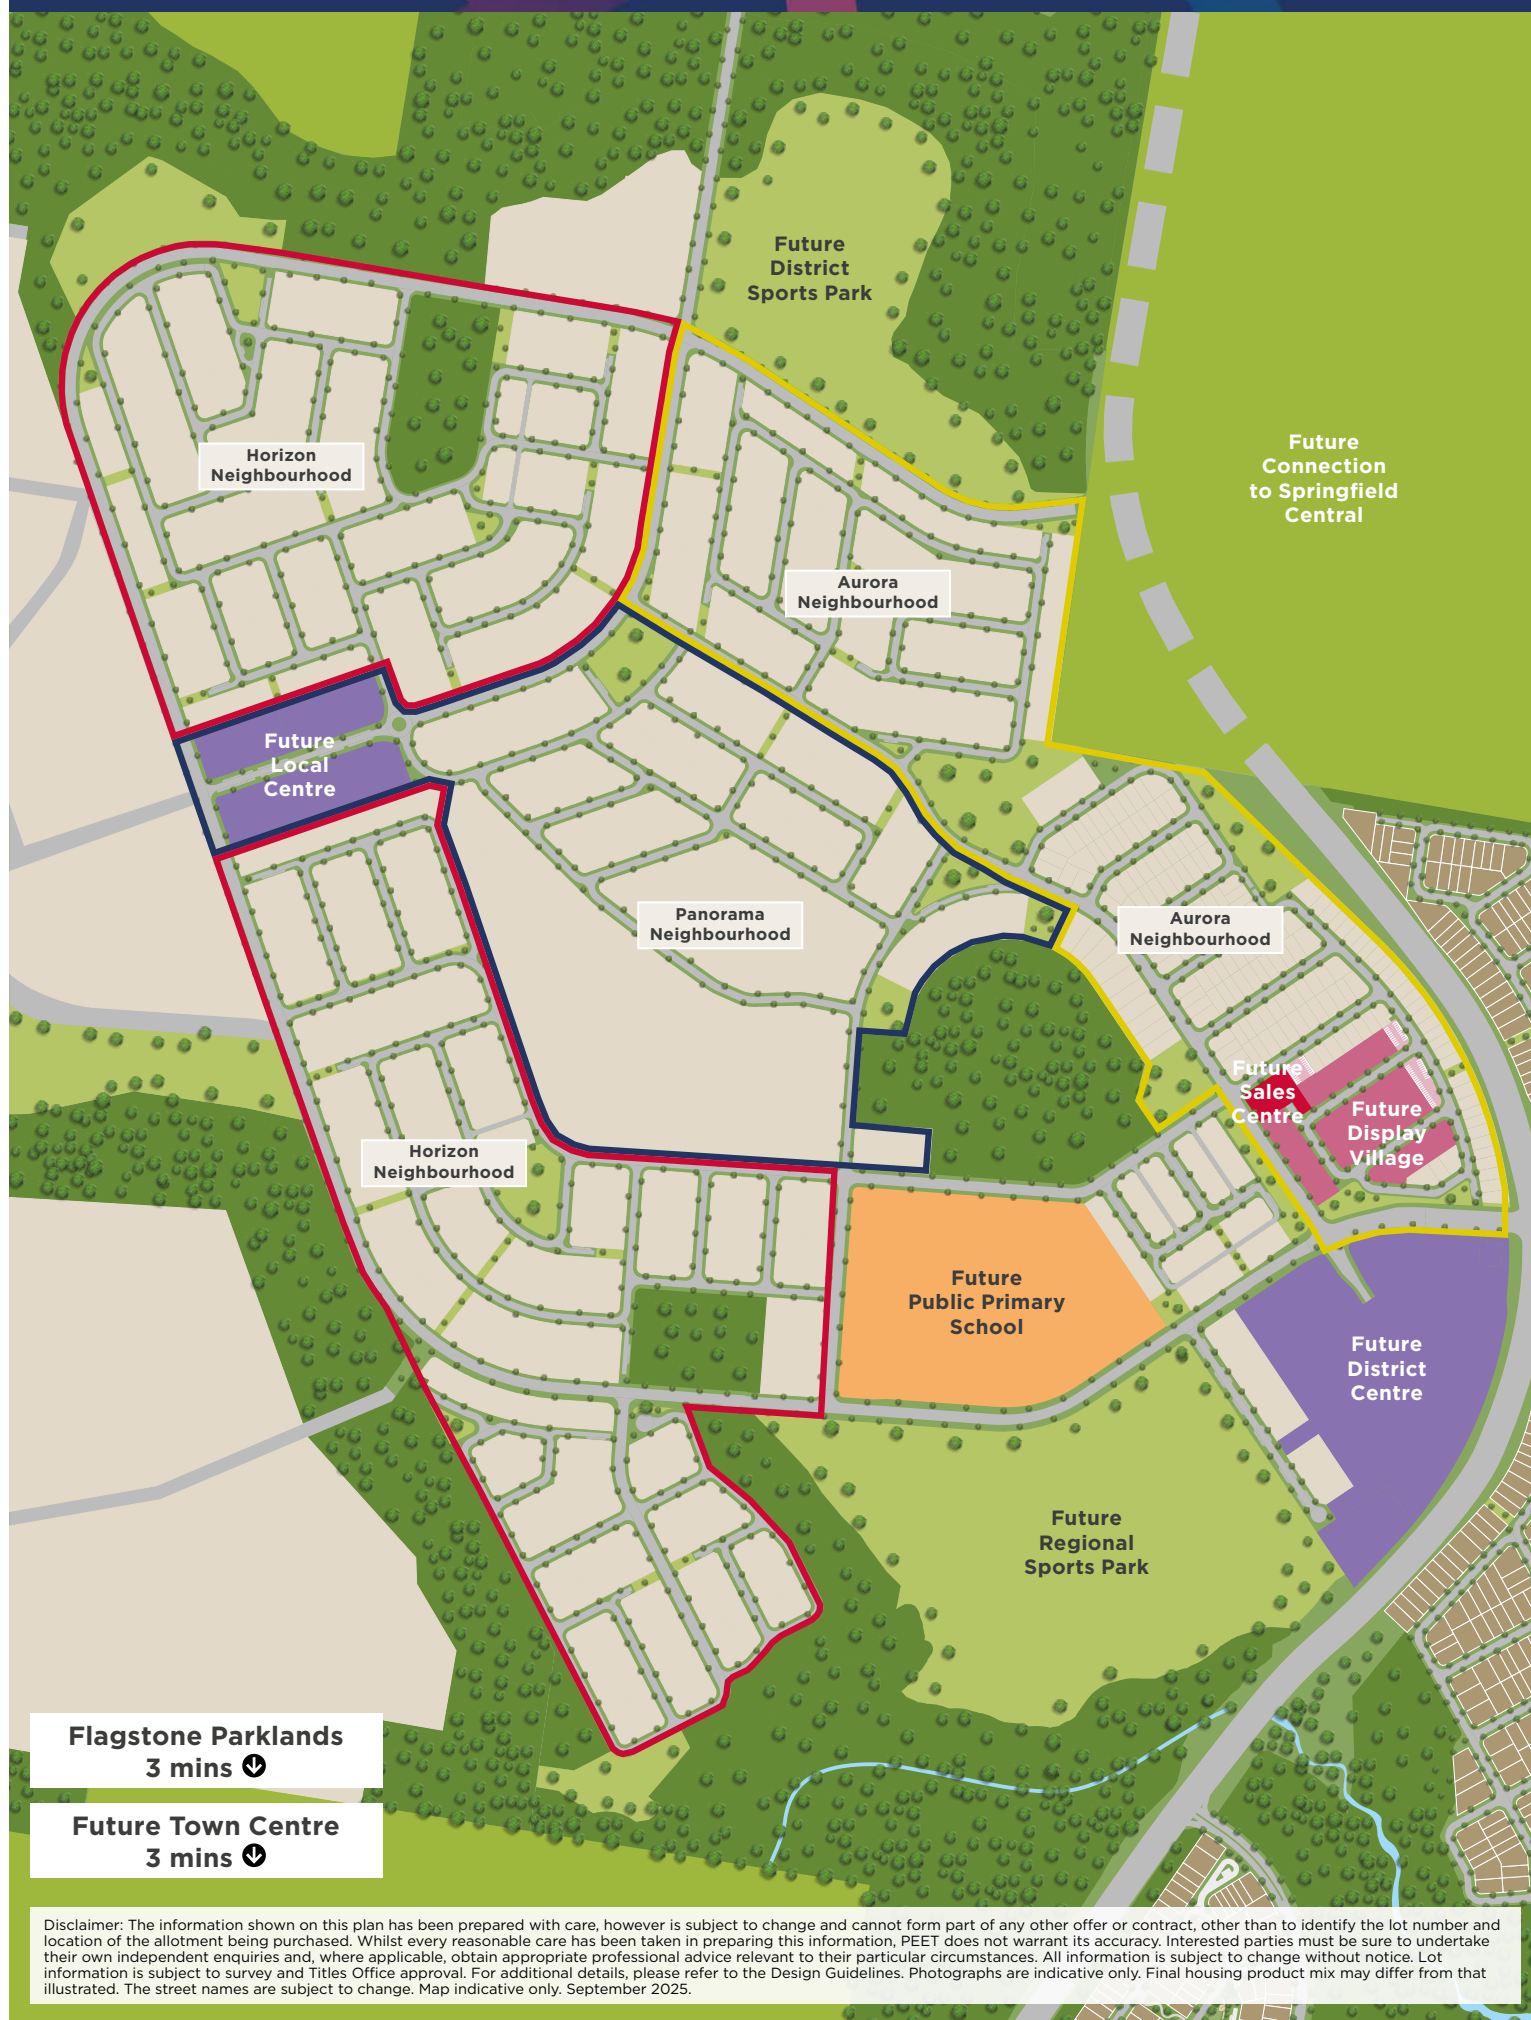 Future
District
Sports Park
Future
Connection
to Springfield
Central
Horizon
Neighbourhood
Aurora
Neighbourhood
Future
Local
Centre
Panorama
Neighbourhood
Aurora
Neighbourhood
Future
Sales
Centre
Future
Display
Village
Horizon
Neighbourhood
Future
Public Primary
School
Future
District
Centre
Future
Regional
Sports Park
Flagstone Parklands
3 mins
Future Town Centre
3 mins
Disclaimer: The information shown on this plan has been prepared with care, however is subject to change and cannot form part of any other offer or contract, other than to identify the lot number and
location of the allotment being purchased. Whilst every reasonable care has been taken in preparing this information, PEET does not warrant its accuracy. Interested parties must be sure to undertake
their own independent enquiries and, where applicable, obtain appropriate professional advice relevant to their particular circumstances. All information is subject to change without notice. Lot
information is subject to survey and Titles Office approval. For additional details, please refer to the Design Guidelines. Photographs are indicative only. Final housing product mix may differ from that
illustrated. The street names are subject to change. Map indicative only. September 2025.